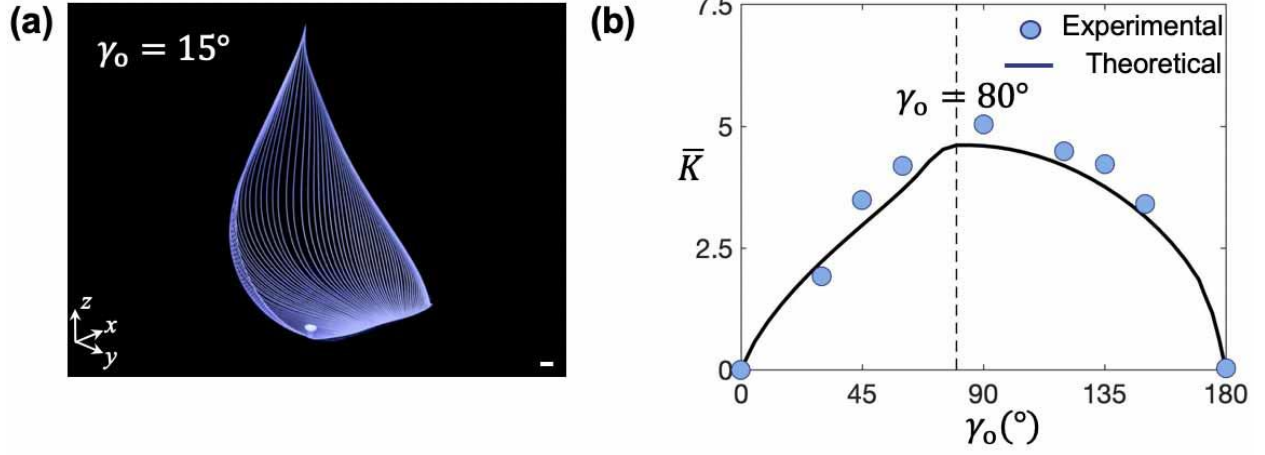 (a)
γₒ = 15°
z
x
y
(b)
7.5
5
2.5
0
K̅
Experimental
Theoretical
γₒ = 80°
0 45 90 135 180
γₒ(°)